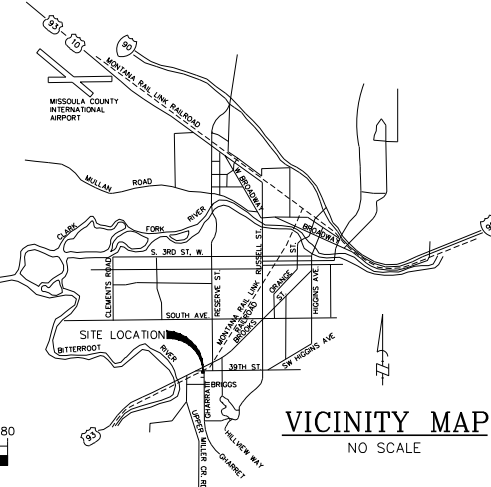 93
10
90
MONTANA RAIL LINK RAILROAD
MISSOULA COUNTY
INTERNATIONAL
AIRPORT
MULLAN ROAD
W. BROADWAY
CLARK FORK RIVER
BROADWAY
S. 3RD ST. W.
CLEMENTS ROAD
RESERVE ST.
RUSSELL ST.
ORANGE ST.
HIGGINS AVE.
SOUTH AVE.
MONTANA RAIL LINK
RAILROAD
BROOKS
SITE LOCATION
BITTERROOT RIVER
39TH ST.
SW HIGGINS AVE
BRIGGS
HILLVIEW WAY
GHARRET
UPPER MILLER CR. RD
93
80
N
VICINITY MAP
NO SCALE